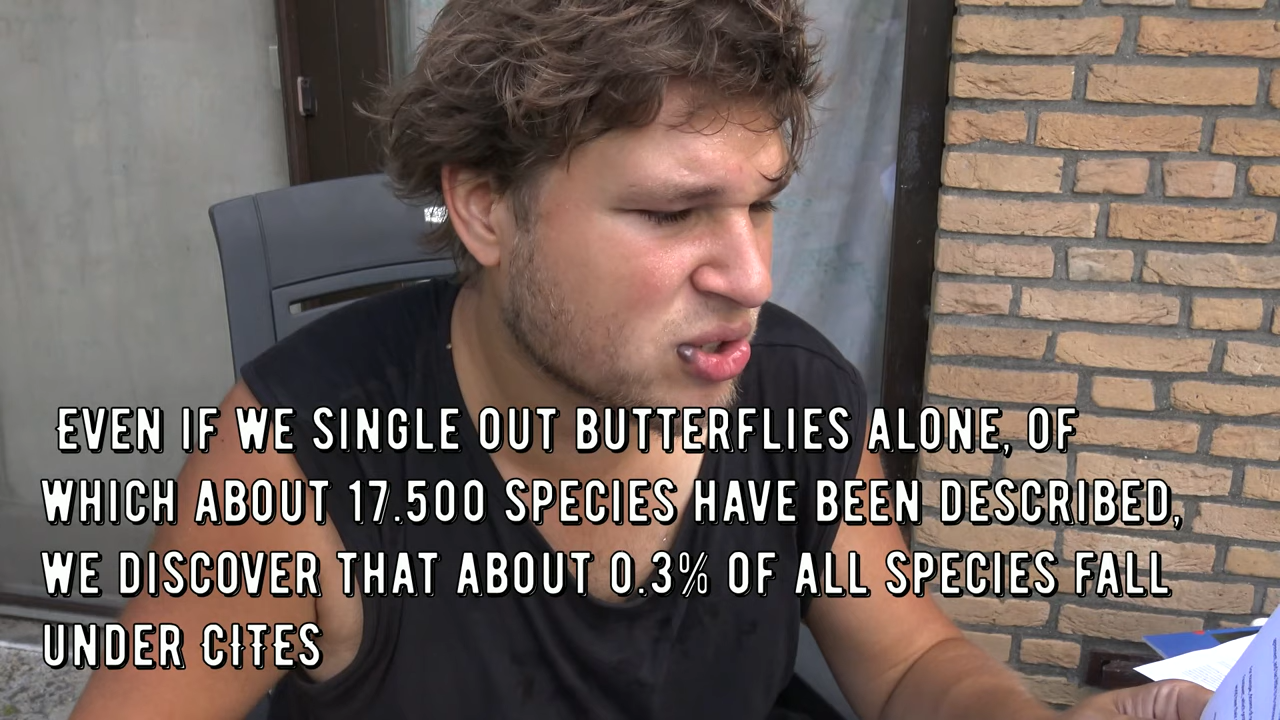 EVEN IF WE SINGLE OUT BUTTERFLIES ALONE, OF
WHICH ABOUT 17.500 SPECIES HAVE BEEN DESCRIBED,
WE DISCOVER THAT ABOUT 0.3% OF ALL SPECIES FALL
UNDER CITES